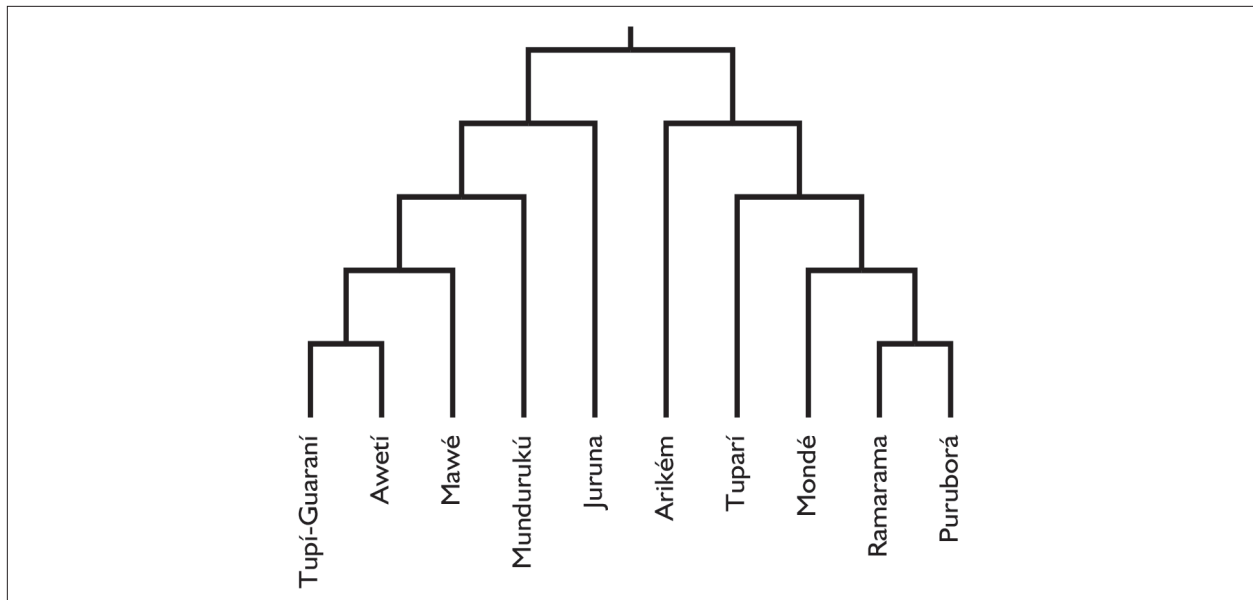 Tupí-Guaraní
Awetí
Mawé
Mundurukú
Juruna
Arikém
Tuparí
Mondé
Ramarama
Puruborá